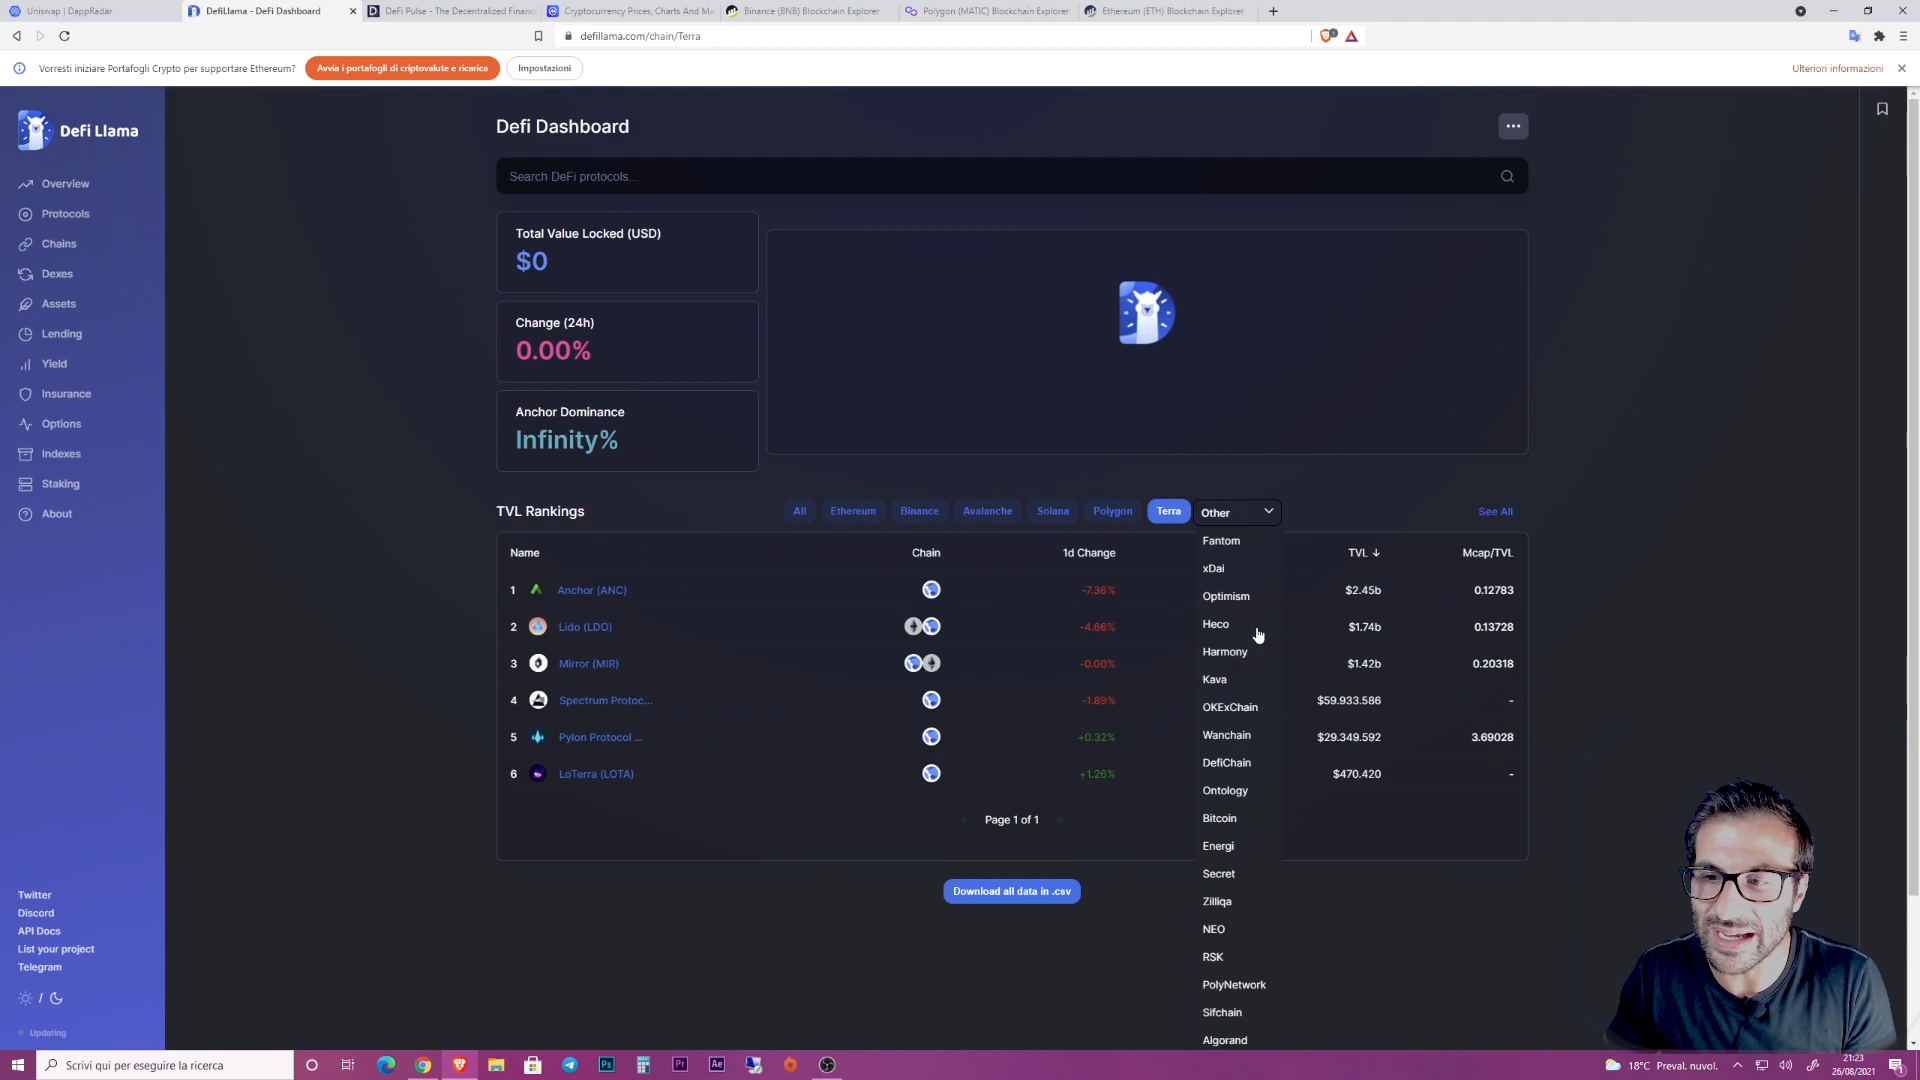 Uniswap | DappRadar
DefiLlama - DeFi Dashboard
DeFi Pulse - The Decentralized Financ
Cryptocurrency Prices, Charts And Ma
Binance (BNB) Blockchain Explorer
Polygon (MATIC) Blockchain Explorer
Ethereum (ETH) Blockchain Explorer
defillama.com/chain/Terra
Vorresti iniziare Portafogli Crypto per supportare Ethereum?
Avvia i portafogli di criptovalute e ricarica
Impostazioni
Ulteriori informazioni
Defi Llama
Overview
Protocols
Chains
Dexes
Assets
Lending
Yield
Insurance
Options
Indexes
Staking
About
Twitter
Discord
API Docs
List your project
Telegram
/
Updating
Defi Dashboard
Search DeFi protocols...
Total Value Locked (USD)
$0
Change (24h)
0.00%
Anchor Dominance
Infinity%
TVL Rankings
All Ethereum Binance Avalanche Solana Polygon Terra Other
See All
Name Chain 1d Change TVL ↓ Mcap/TVL
1 Anchor (ANC) -7.36% $2.45b 0.12783
2 Lido (LDO) -4.66% $1.74b 0.13728
3 Mirror (MIR) -0.00% $1.42b 0.20318
4 Spectrum Protoc... -1.89% $59.933.586 -
5 Pylon Protocol ... +0.32% $29.349.592 3.69028
6 LoTerra (LOTA) +1.26% $470.420 -
Page 1 of 1
Download all data in .csv
Fantom
xDai
Optimism
Heco
Harmony
Kava
OKExChain
Wanchain
DefiChain
Ontology
Bitcoin
Energi
Secret
Zilliqa
NEO
RSK
PolyNetwork
Sifchain
Algorand
Scrivi qui per eseguire la ricerca
Ps
Pr
Ae
18°C Preval. nuvol.
21:23
26/08/2021